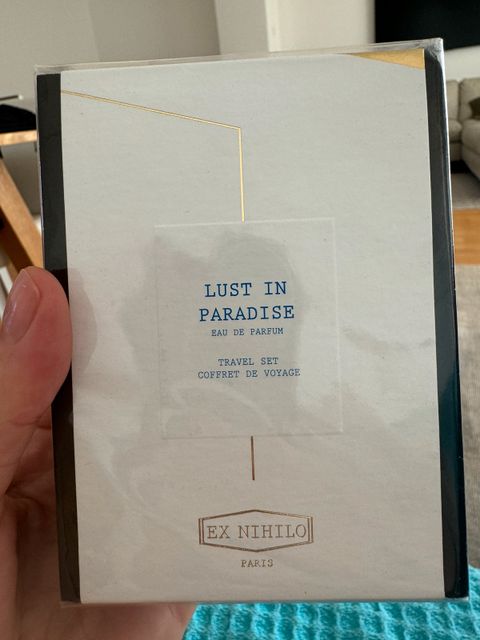 LUST IN
PARADISE
EAU DE PARFUM
TRAVEL SET
COFFRET DE VOYAGE
EX NIHILO
PARIS